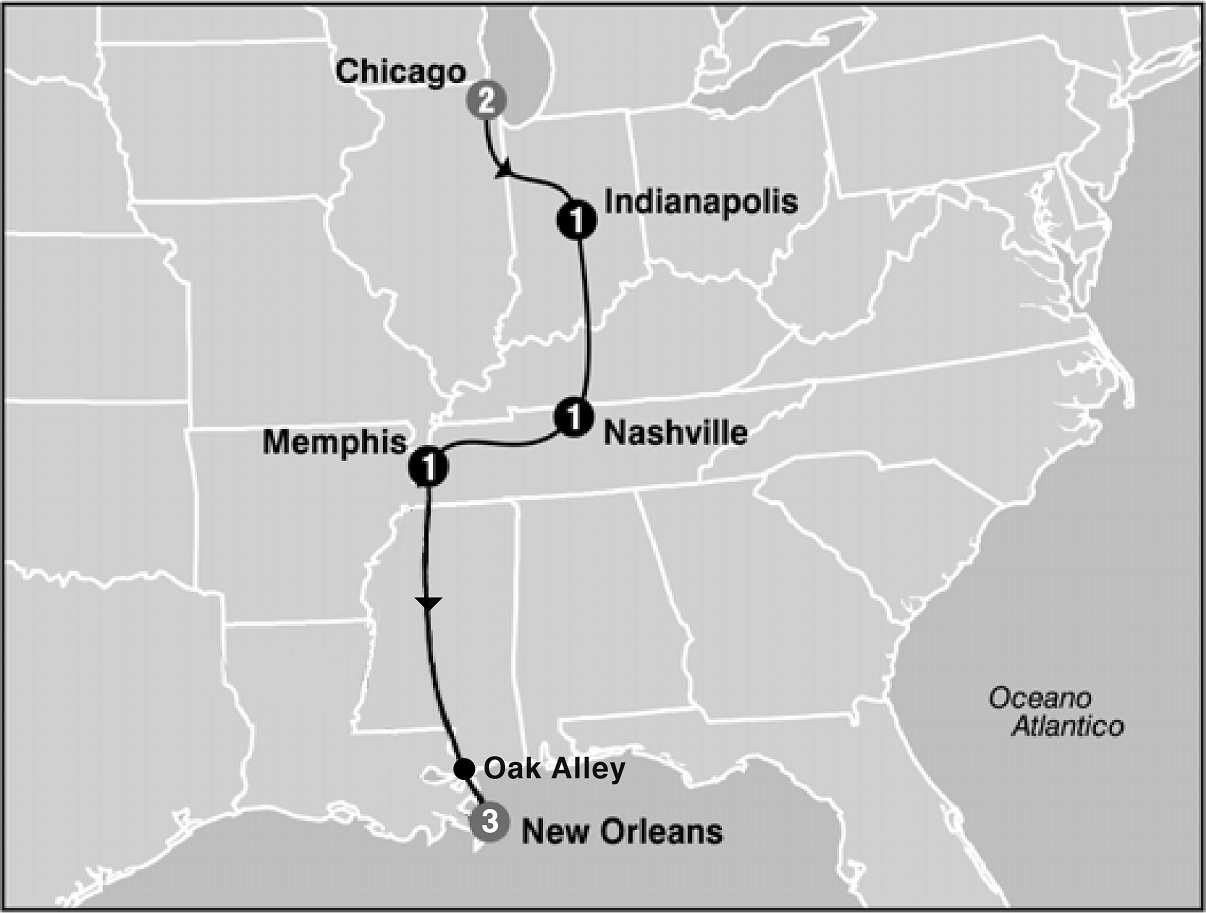 Chicago
2
Indianapolis
1
1
Nashville
Memphis
1
Oceano
Atlantico
Oak Alley
3
New Orleans